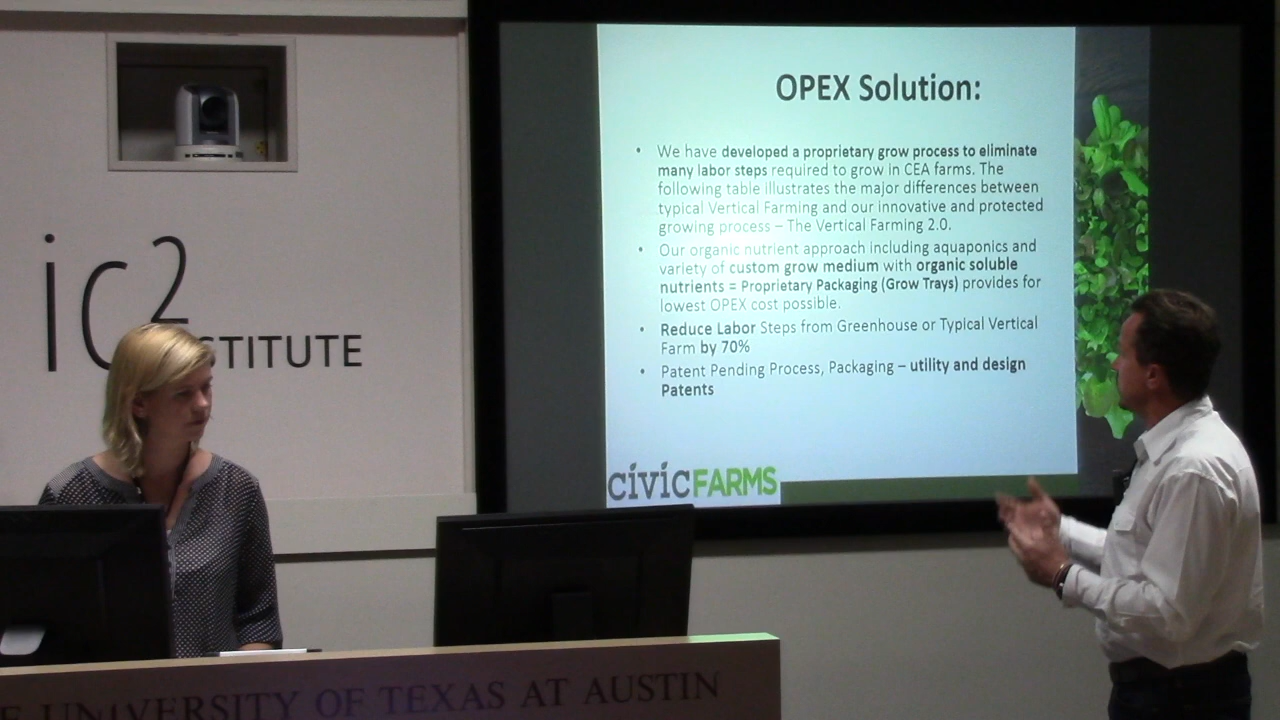 OPEX Solution:
• We have developed a proprietary grow process to eliminate
many labor steps required to grow in CEA farms. The
following table illustrates the major differences between
typical Vertical Farming and our innovative and protected
growing process – The Vertical Farming 2.0.
• Our organic nutrient approach including aquaponics and
variety of custom grow medium with organic soluble
nutrients = Proprietary Packaging (Grow Trays) provides for
lowest OPEX cost possible.
• Reduce Labor Steps from Greenhouse or Typical Vertical
Farm by 70%
• Patent Pending Process, Packaging – utility and design
Patents
civicFARMS
ic²
STITUTE
E UNIVERSITY OF TEXAS AT AUSTIN